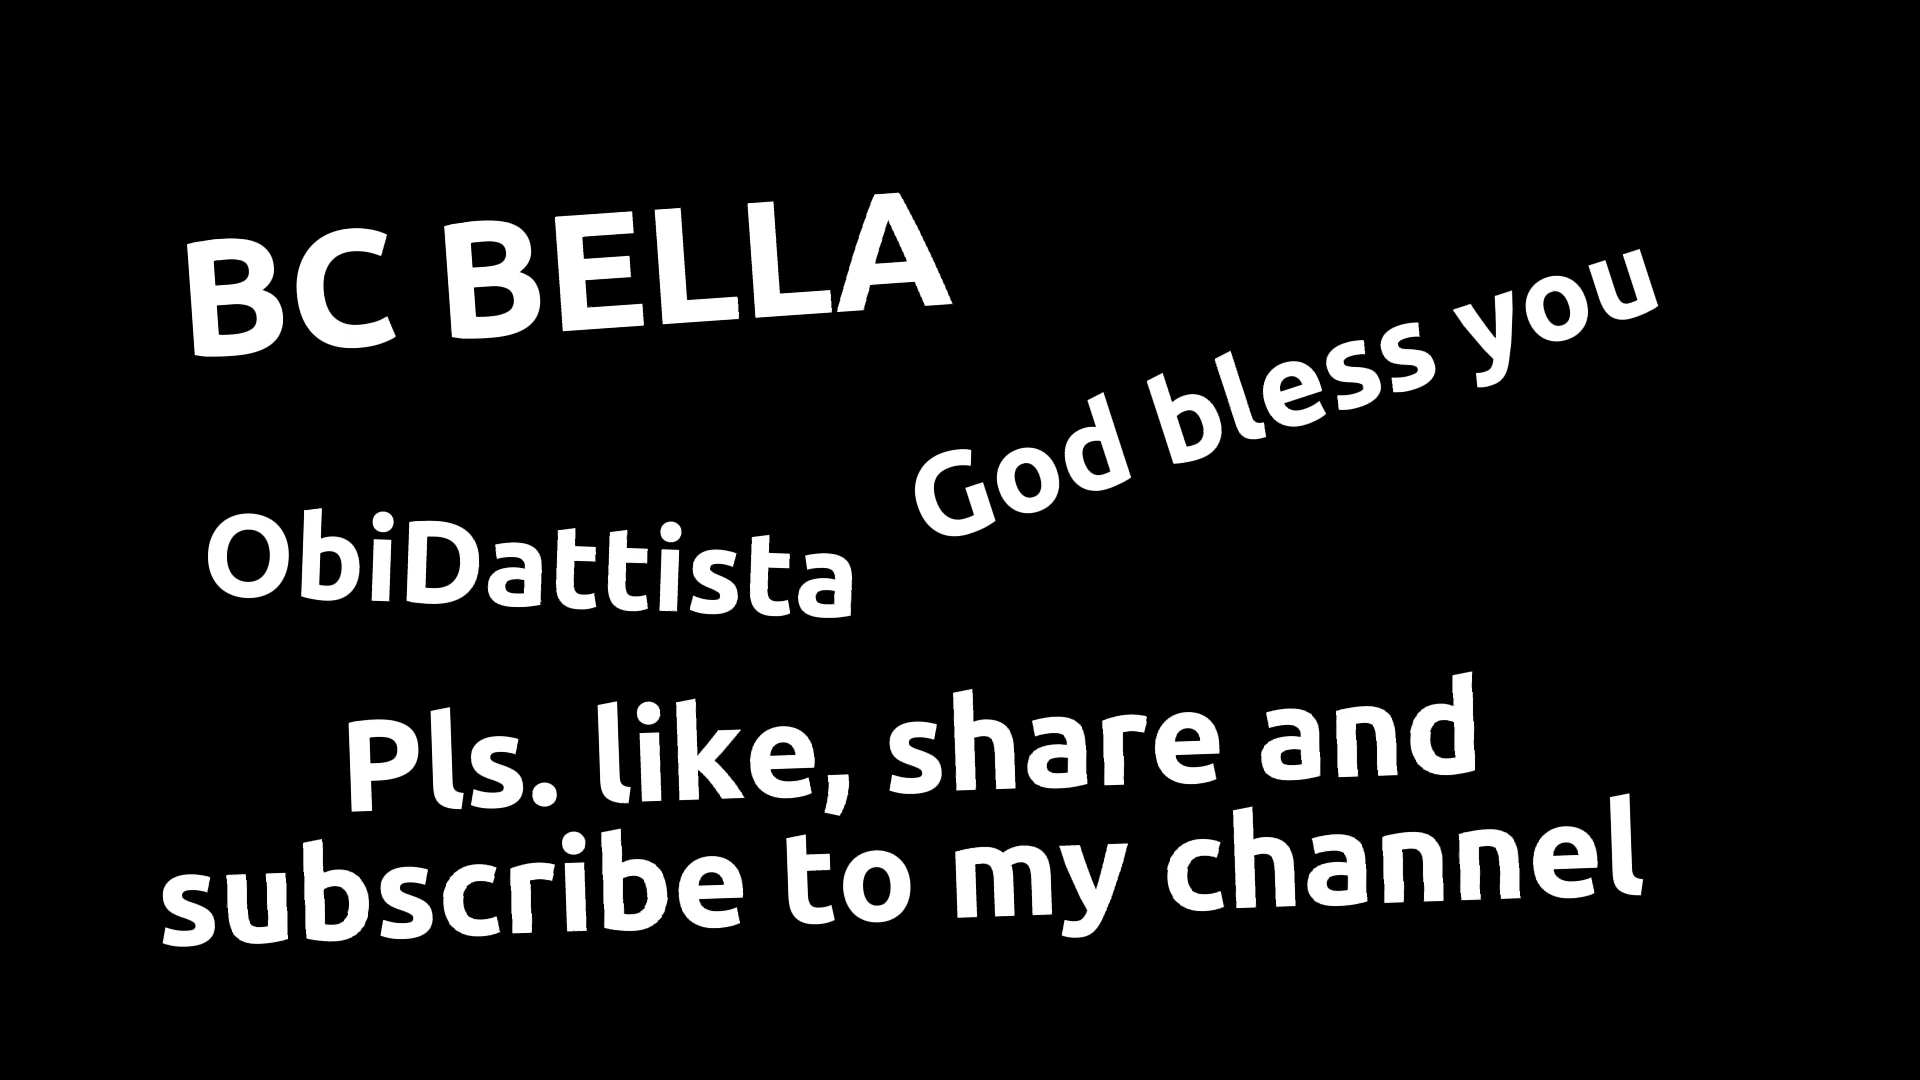 BC BELLA
God bless you
ObiDattista
Pls. like, share and
subscribe to my channel